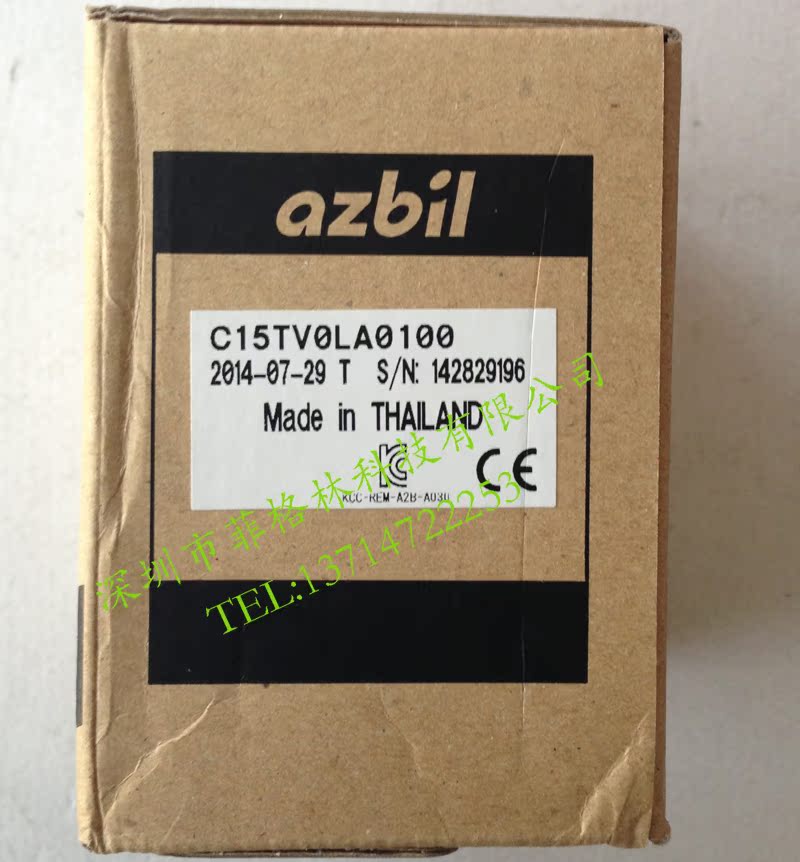 azbil
C15TV0LA0100
2014-07-29 T S/N: 142829196
Made in THAILAND
KCC-REM-A2B-A030
CE
深圳市菲格林科技有限公司
TEL:13714722253